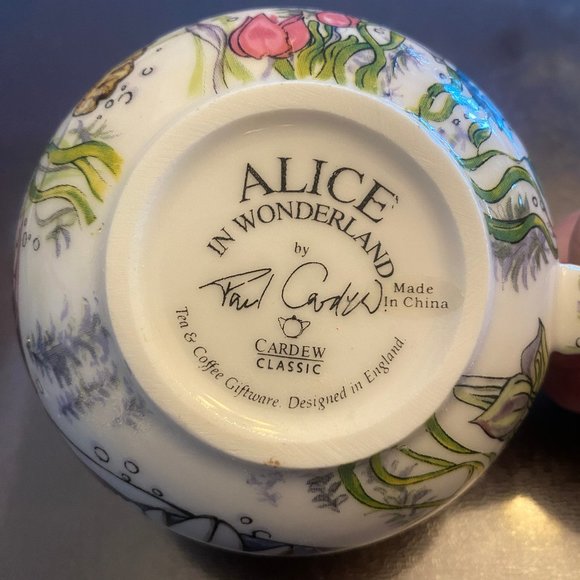 ALICE
IN WONDERLAND
by
Paul Cardew
Made
In China
CARDEW
CLASSIC
Tea & Coffee Giftware. Designed in England.